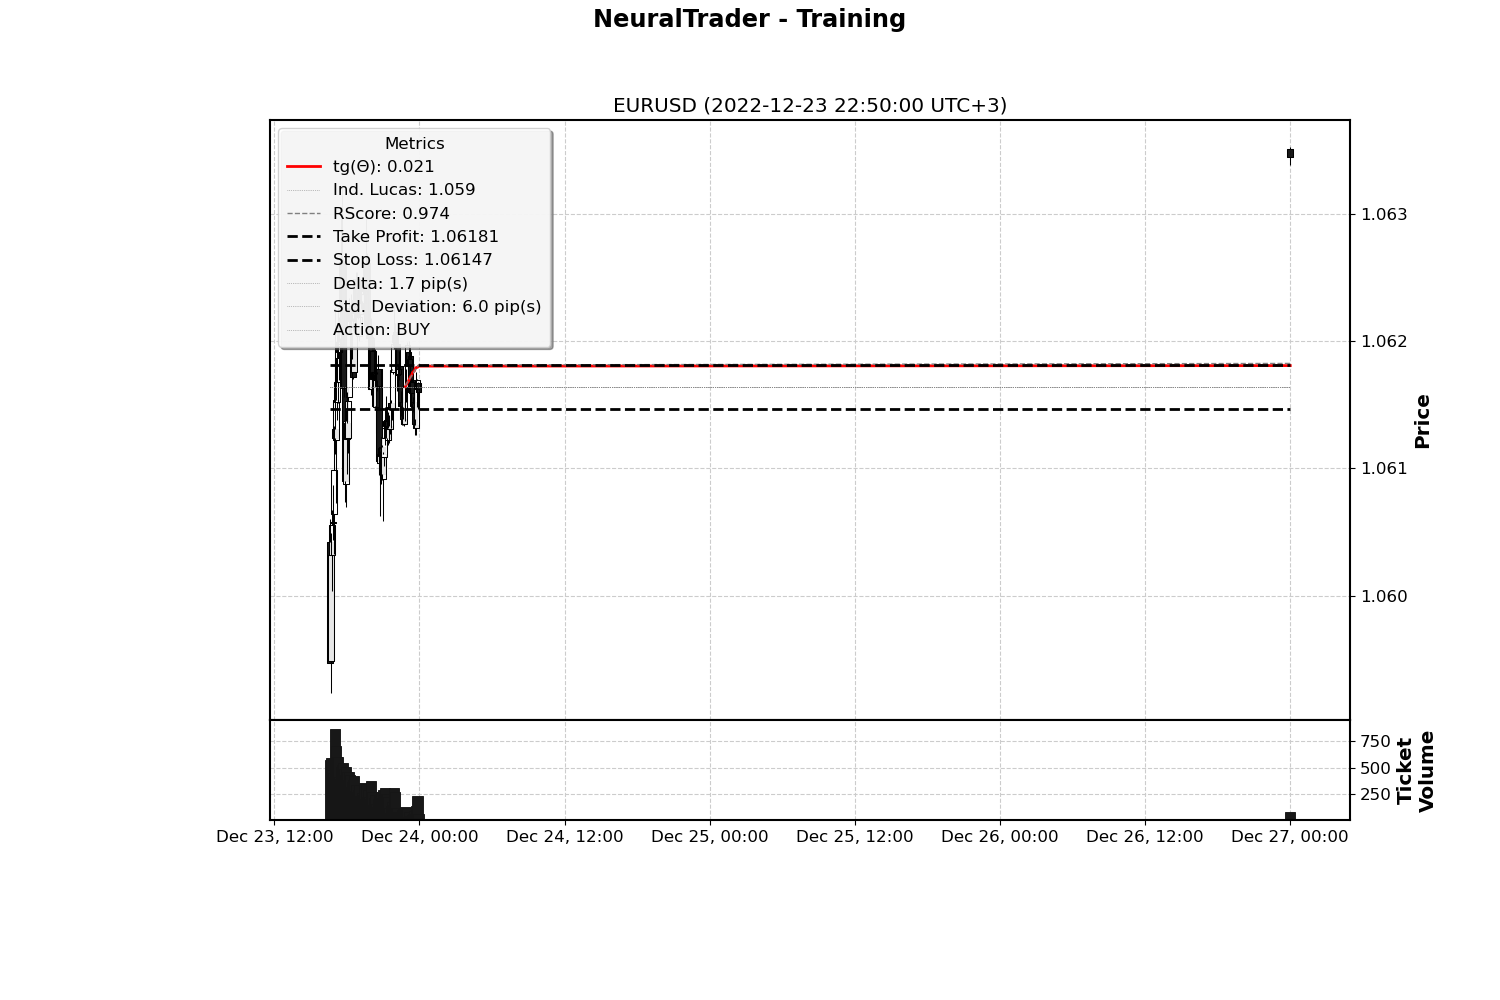 NeuralTrader - Training
EURUSD (2022-12-23 22:50:00 UTC+3)
Metrics
tg(Θ): 0.021
Ind. Lucas: 1.059
RScore: 0.974
Take Profit: 1.06181
Stop Loss: 1.06147
Delta: 1.7 pip(s)
Std. Deviation: 6.0 pip(s)
Action: BUY
1.063
1.062
1.061
1.060
Price
750
500
250
Ticket
Volume
Dec 23, 12:00 Dec 24, 00:00 Dec 24, 12:00 Dec 25, 00:00 Dec 25, 12:00 Dec 26, 00:00 Dec 26, 12:00 Dec 27, 00:00